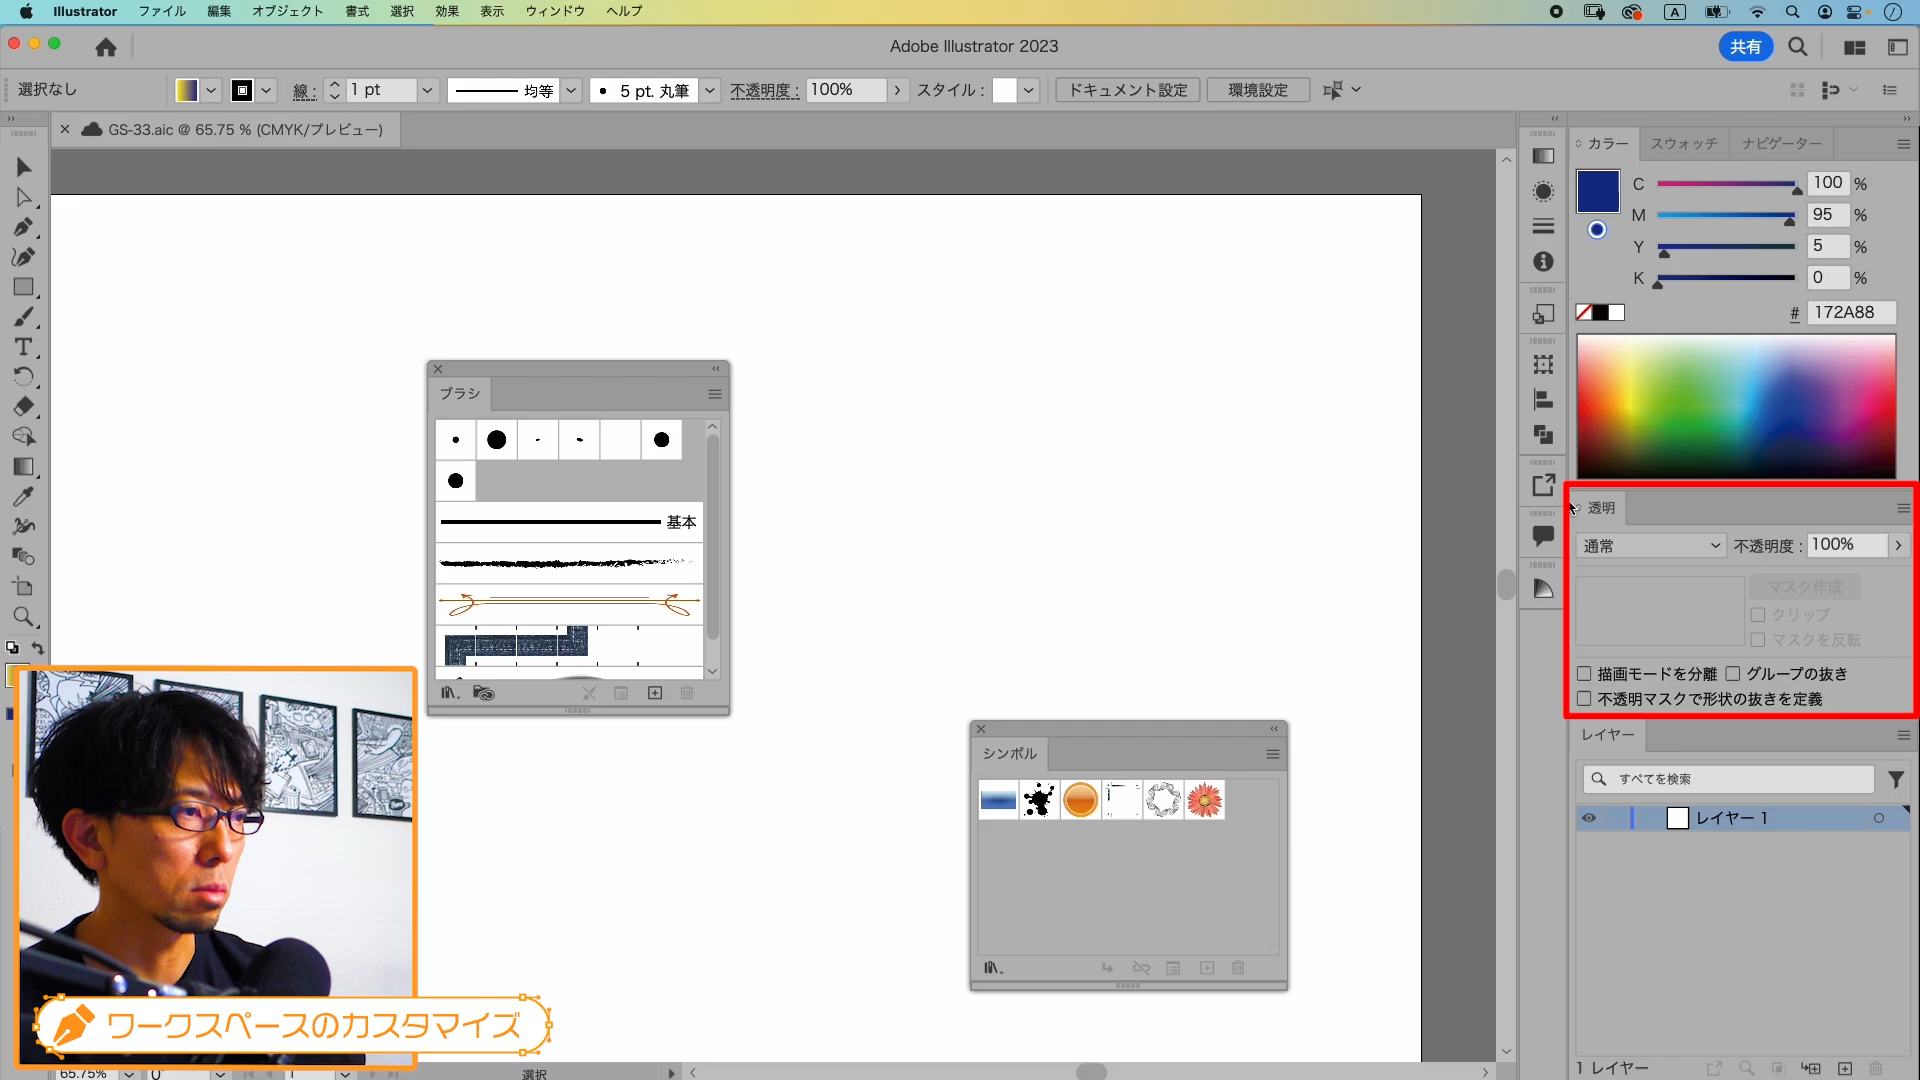 Illustrator ファイル 編集 オブジェクト 書式 選択 効果 表示 ウィンドウ ヘルプ A
Adobe Illustrator 2023
共有
選択なし 線 : 1 pt 均等 5 pt. 丸筆 不透明度 : 100% スタイル : ドキュメント設定 環境設定
GS-33.aic @ 65.75 % (CMYK/プレビュー)
カラー スウォッチ ナビゲーター
C 100 %
M 95 %
Y 5 %
K 0 %
# 172A88
ブラシ
基本
透明
通常 不透明度 : 100%
マスク作成
クリップ
マスクを反転
描画モードを分離 グループの抜き
不透明マスクで形状の抜きを定義
レイヤー
すべてを検索
レイヤー 1
シンボル
ワークスペースのカスタマイズ
65.75% 0° 1 選択
1 レイヤー